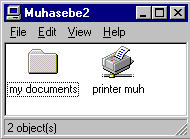 Muhasebe2
File Edit View Help
my documents printer muh
2 object(s)